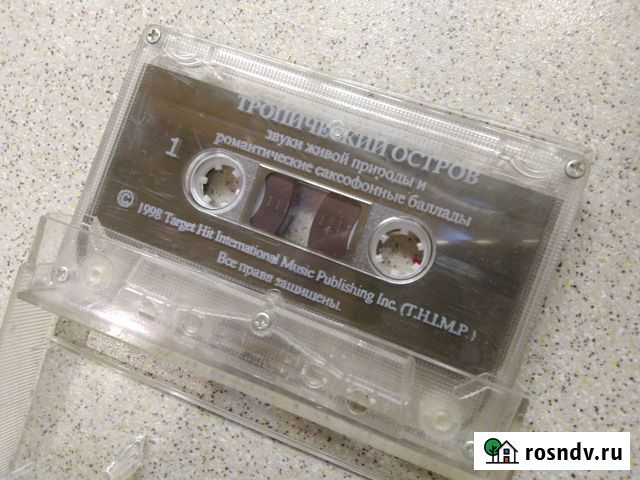 ТРОПИЧЕСКИЙ ОСТРОВ
звуки живой природы и
романтические саксофонные баллады
1
© 1998 Target Hit International Music Publishing Inc. (T.H.I.M.P.)
Все права защищены.
rosndv.ru